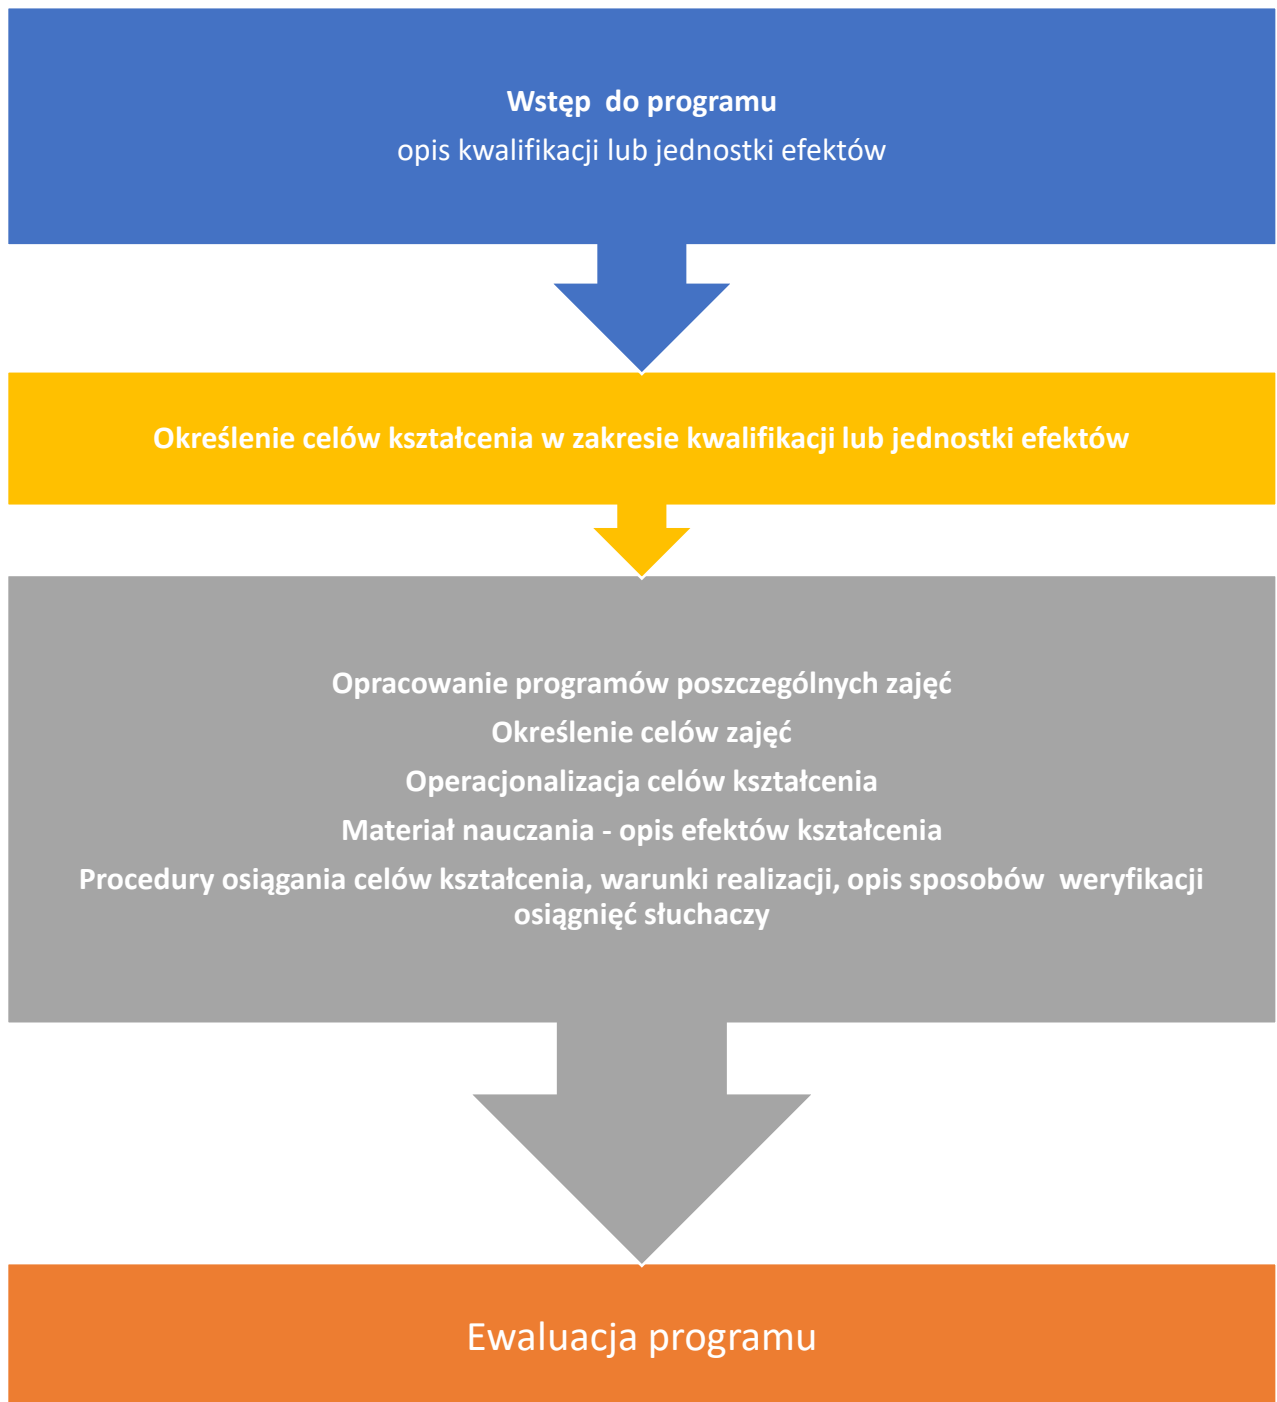 Wstęp do programu
opis kwalifikacji lub jednostki efektów
Określenie celów kształcenia w zakresie kwalifikacji lub jednostki efektów
Opracowanie programów poszczególnych zajęć
Określenie celów zajęć
Operacjonalizacja celów kształcenia
Materiał nauczania - opis efektów kształcenia
Procedury osiągania celów kształcenia, warunki realizacji, opis sposobów weryfikacji
osiągnięć słuchaczy
Ewaluacja programu